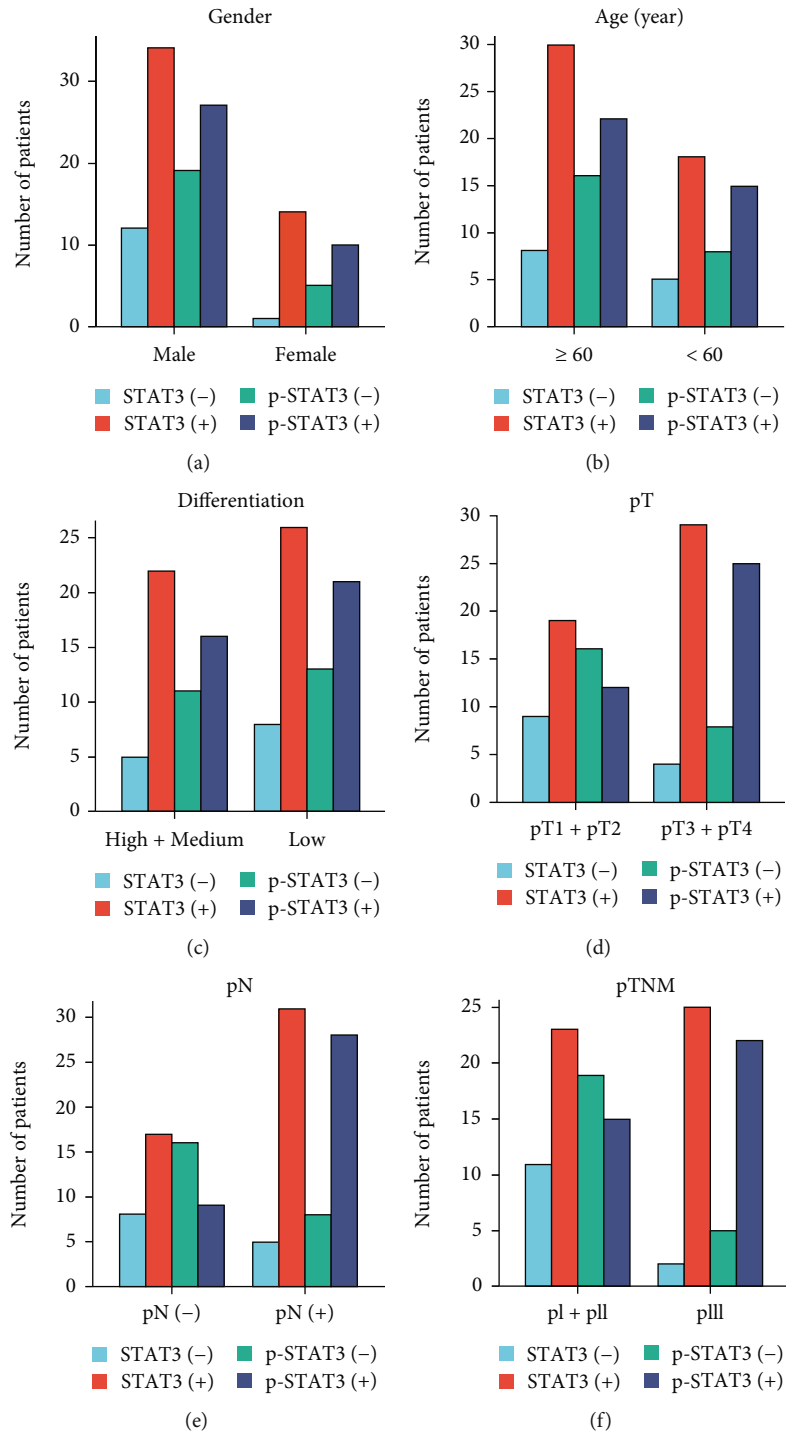 Gender
Number of patients
30
20
10
0
Male Female
STAT3 (−) p-STAT3 (−)
STAT3 (+) p-STAT3 (+)
(a)
Age (year)
Number of patients
30
25
20
15
10
5
0
≥ 60 < 60
STAT3 (−) p-STAT3 (−)
STAT3 (+) p-STAT3 (+)
(b)
Differentiation
Number of patients
25
20
15
10
5
0
High + Medium Low
STAT3 (−) p-STAT3 (−)
STAT3 (+) p-STAT3 (+)
(c)
pT
Number of patients
30
25
20
15
10
5
0
pT1 + pT2 pT3 + pT4
STAT3 (−) p-STAT3 (−)
STAT3 (+) p-STAT3 (+)
(d)
pN
Number of patients
30
25
20
15
10
5
0
pN (−) pN (+)
STAT3 (−) p-STAT3 (−)
STAT3 (+) p-STAT3 (+)
(e)
pTNM
Number of patients
25
20
15
10
5
0
pl + pll plll
STAT3 (−) p-STAT3 (−)
STAT3 (+) p-STAT3 (+)
(f)